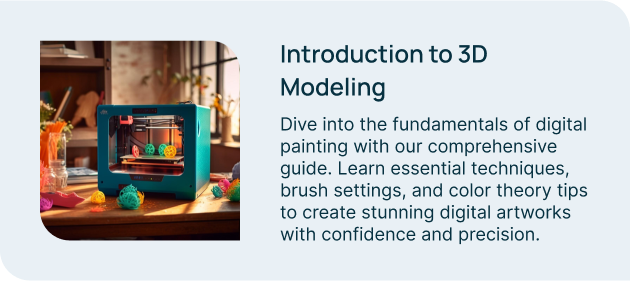 Introduction to 3D
Modeling
Dive into the fundamentals of digital
painting with our comprehensive
guide. Learn essential techniques,
brush settings, and color theory tips
to create stunning digital artworks
with confidence and precision.